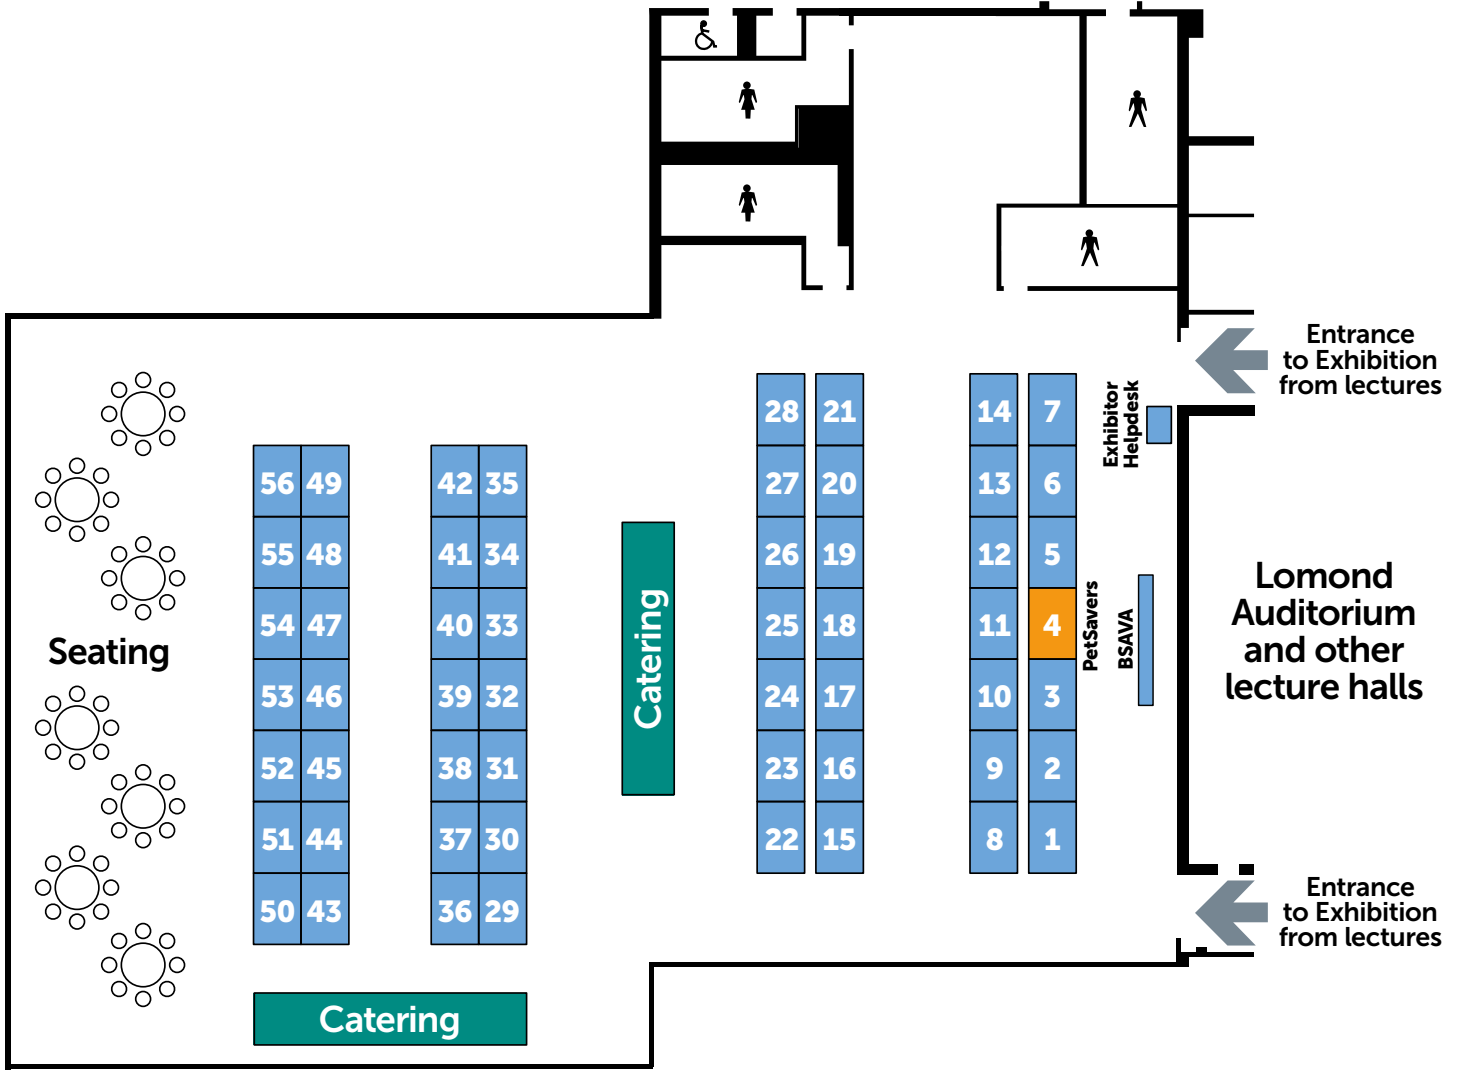 Entrance
to Exhibition
from lectures
28 21 14 7
Exhibitor
Helpdesk
56 49 42 35 27 20 13 6
55 48 41 34 26 19 12 5
54 47 40 33 25 18 11 4
Seating
Catering
PetSavers
BSAVA
Lomond
Auditorium
and other
lecture halls
53 46 39 32 24 17 10 3
52 45 38 31 23 16 9 2
51 44 37 30 22 15 8 1
50 43 36 29
Entrance
to Exhibition
from lectures
Catering